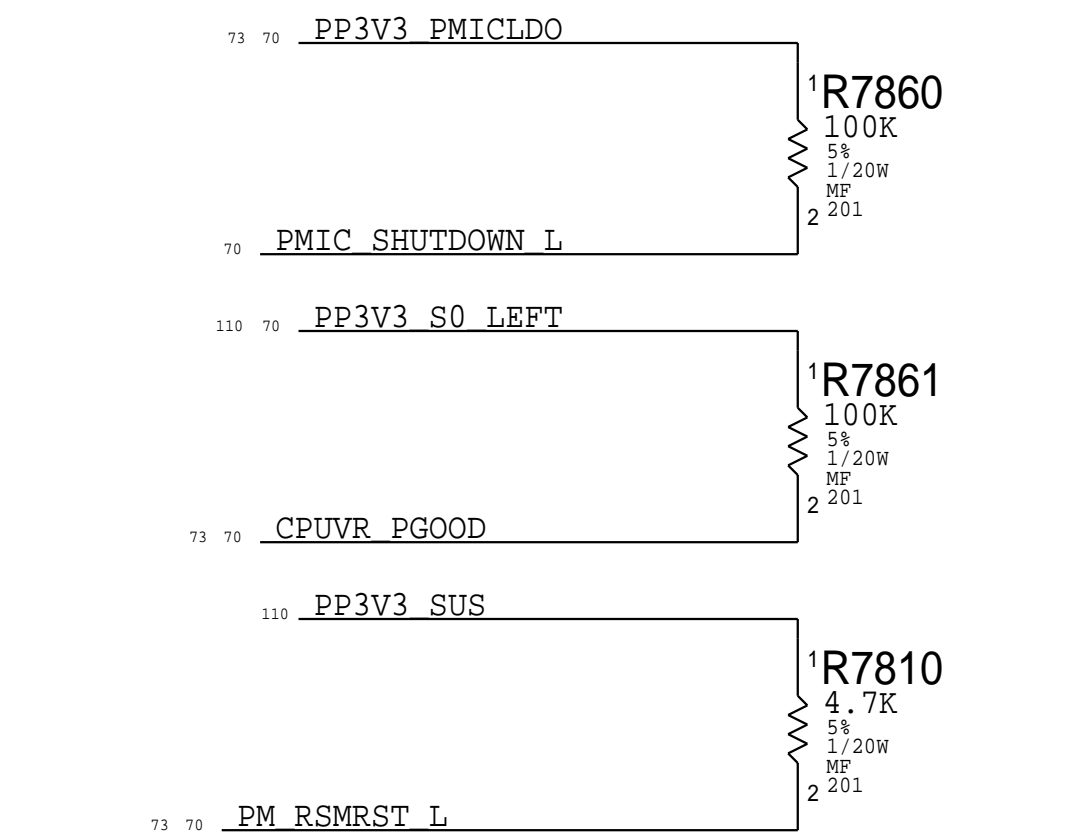 73 70 PP3V3_PMICLDO
1 R7860
100K
5%
1/20W
MF
201
2
70 PMIC_SHUTDOWN_L
110 70 PP3V3_S0_LEFT
1 R7861
100K
5%
1/20W
MF
201
2
73 70 CPUVR_PGOOD
110 PP3V3_SUS
1 R7810
4.7K
5%
1/20W
MF
201
2
73 70 PM_RSMRST_L